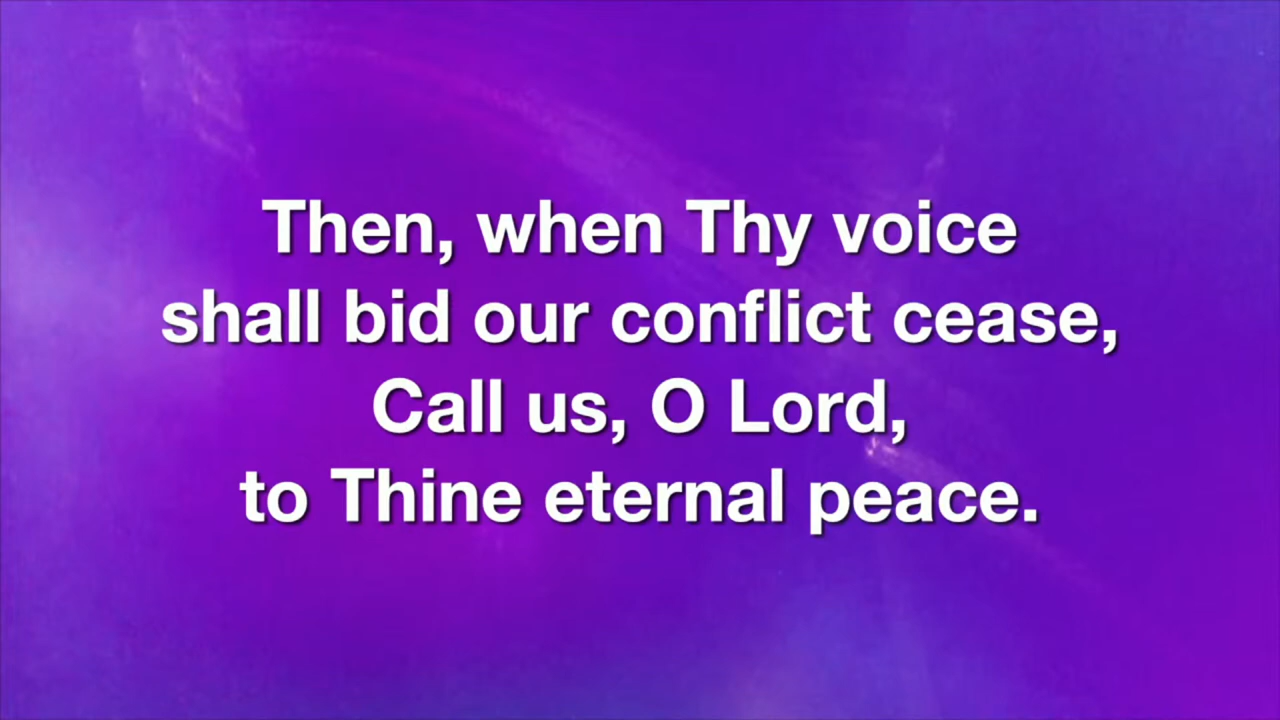 Then, when Thy voice
shall bid our conflict cease,
Call us, O Lord,
to Thine eternal peace.